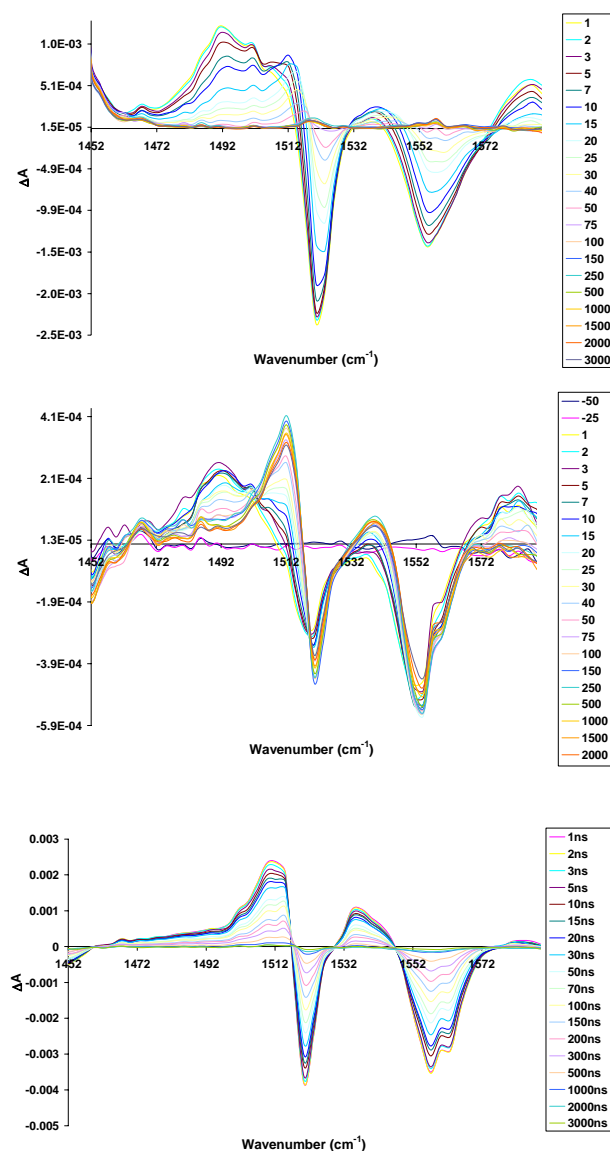 1.0E-03
5.1E-04
1.5E-05
-4.9E-04
-9.9E-04
-1.5E-03
-2.0E-03
-2.5E-03
1452 1472 1492 1512 1532 1552 1572
ΔA
Wavenumber (cm-1)
1
2
3
5
7
10
15
20
25
30
40
50
75
100
150
250
500
1000
1500
2000
3000
4.1E-04
2.1E-04
1.3E-05
-1.9E-04
-3.9E-04
-5.9E-04
1452 1472 1492 1512 1532 1552 1572
ΔA
Wavenumber (cm-1)
-50
-25
1
2
3
5
7
10
15
20
25
30
40
50
75
100
150
250
500
1000
1500
2000
0.003
0.002
0.001
0
-0.001
-0.002
-0.003
-0.004
-0.005
1452 1472 1492 1512 1532 1552 1572
ΔA
Wavenumber (cm-1)
1ns
2ns
3ns
5ns
10ns
15ns
20ns
30ns
50ns
70ns
100ns
150ns
200ns
300ns
500ns
1000ns
2000ns
3000ns